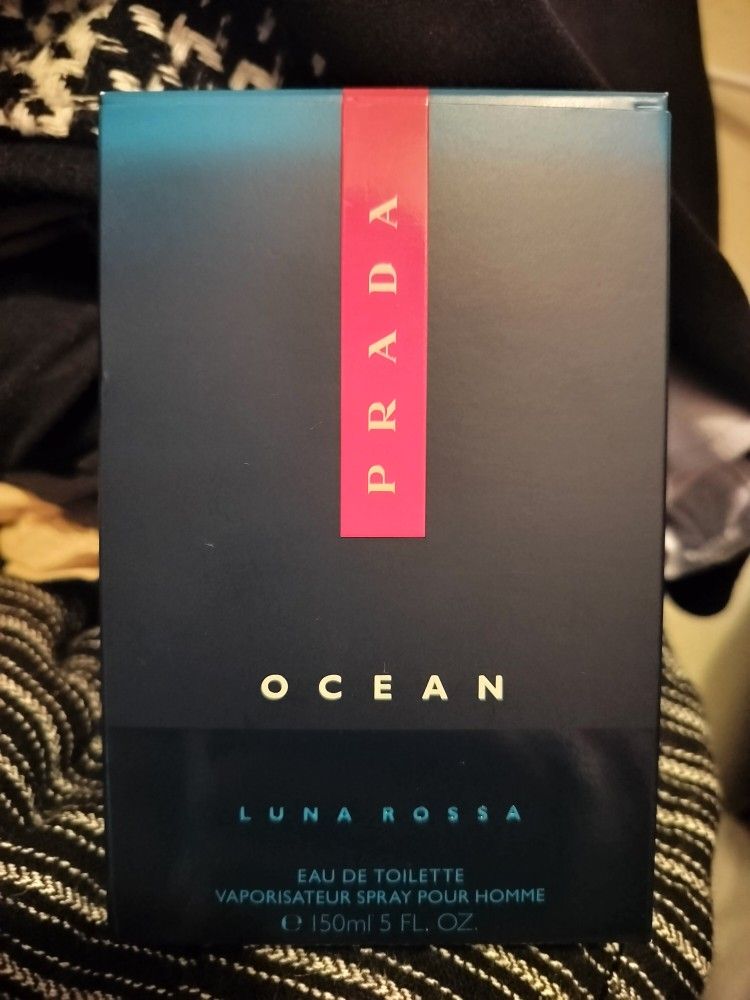 PRADA
OCEAN
LUNA ROSSA
EAU DE TOILETTE
VAPORISATEUR SPRAY POUR HOMME
℮ 150ml 5 FL. OZ.